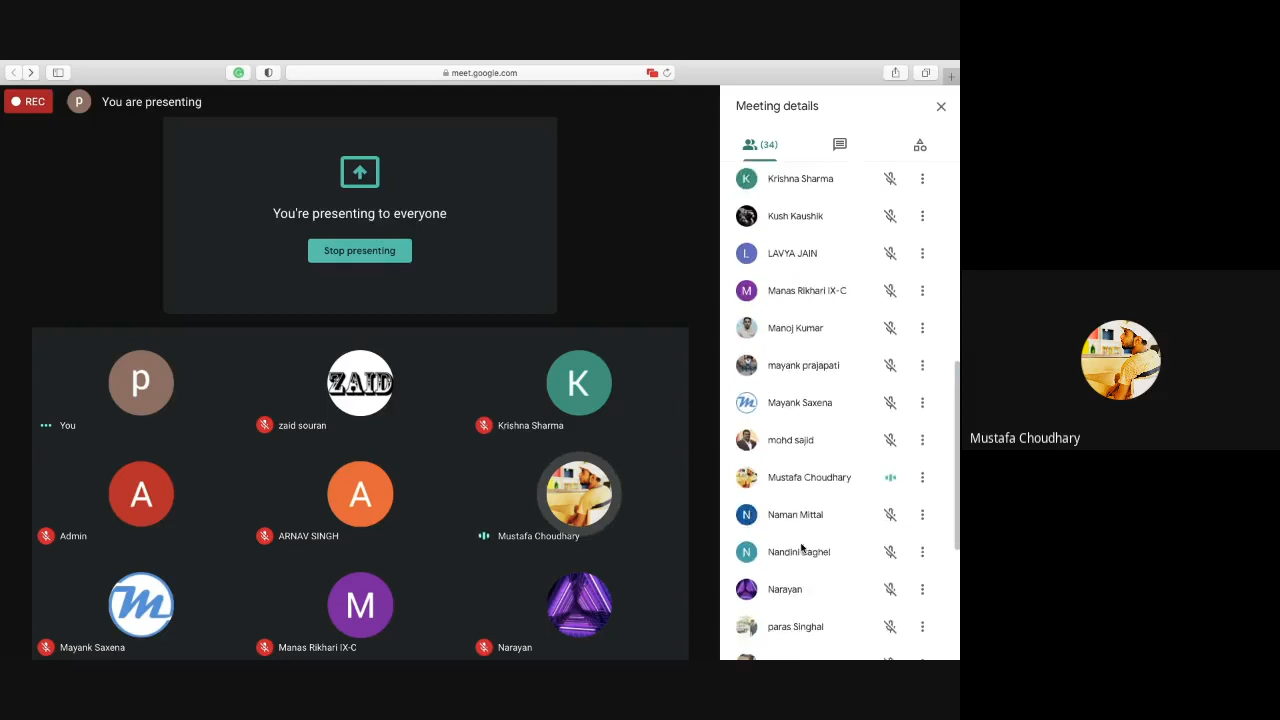 meet.google.com
REC
p
You are presenting
You're presenting to everyone
Stop presenting
p
ZAID
K
You
zaid souran
Krishna Sharma
A
A
Admin
ARNAV SINGH
Mustafa Choudhary
m
M
Mayank Saxena
Manas Rikhari IX-C
Narayan
Meeting details
(34)
K Krishna Sharma
Kush Kaushik
L LAVYA JAIN
M Manas Rikhari IX-C
Manoj Kumar
mayank prajapati
m Mayank Saxena
mohd sajid
Mustafa Choudhary
N Naman Mittal
N Nandini Baghel
Narayan
paras Singhal
Mustafa Choudhary